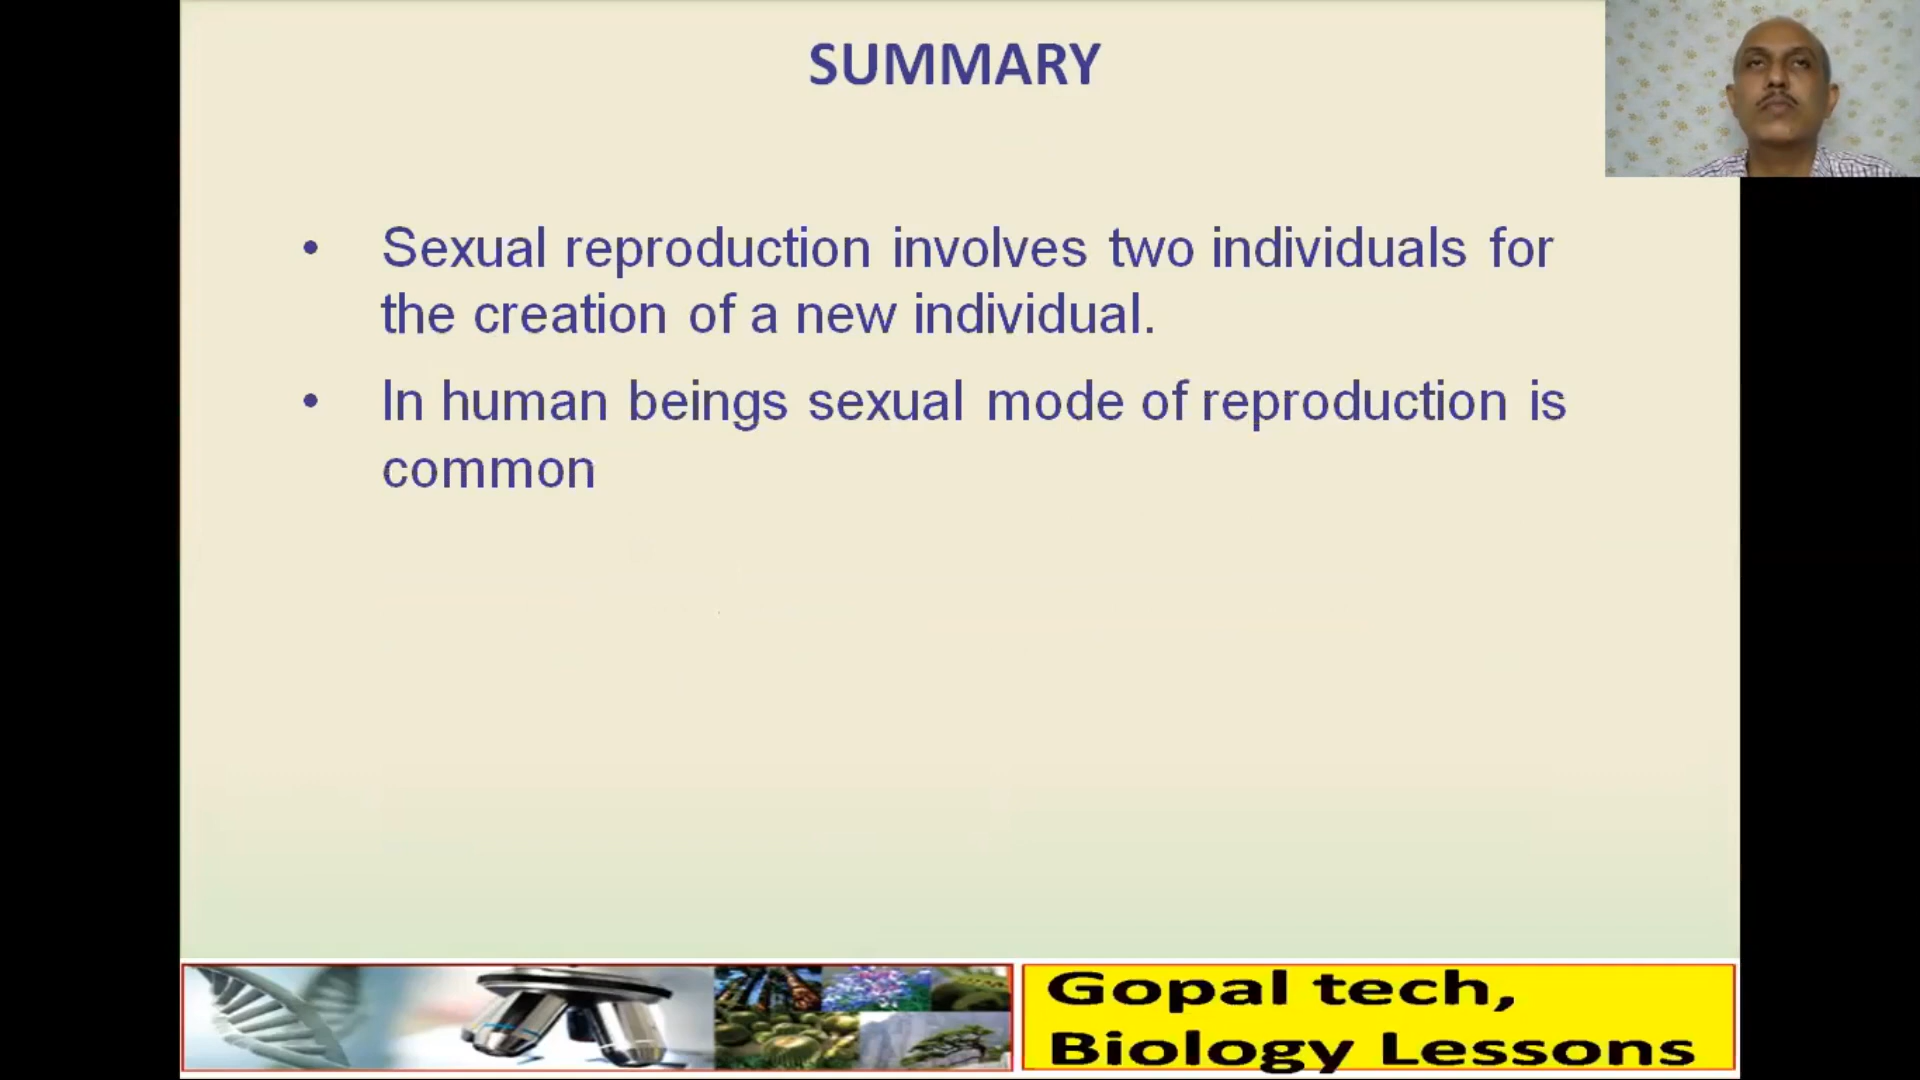 SUMMARY
• Sexual reproduction involves two individuals for
the creation of a new individual.
• In human beings sexual mode of reproduction is
common
Gopal tech,
Biology Lessons